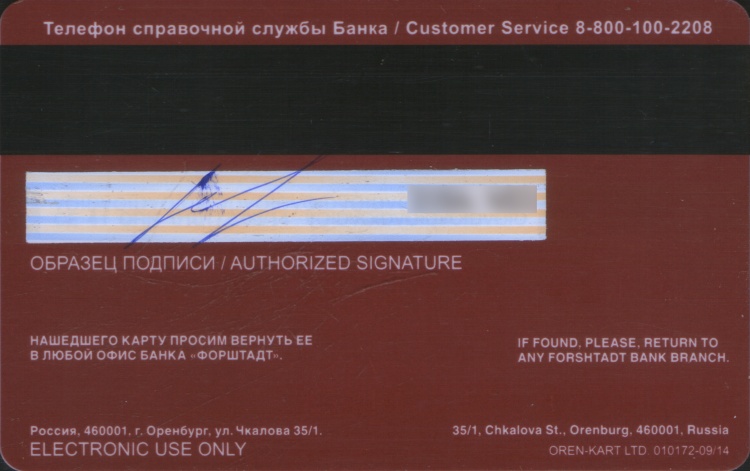 Телефон справочной службы Банка / Customer Service 8-800-100-2208
ОБРАЗЕЦ ПОДПИСИ / AUTHORIZED SIGNATURE
НАШЕДШЕГО КАРТУ ПРОСИМ ВЕРНУТЬ ЕЕ
В ЛЮБОЙ ОФИС БАНКА «ФОРШТАДТ».
IF FOUND, PLEASE, RETURN TO
ANY FORSHTADT BANK BRANCH.
Россия, 460001, г. Оренбург, ул. Чкалова 35/1.
35/1, Chkalova St., Orenburg, 460001, Russia
ELECTRONIC USE ONLY
OREN-KART LTD. 010172-09/14